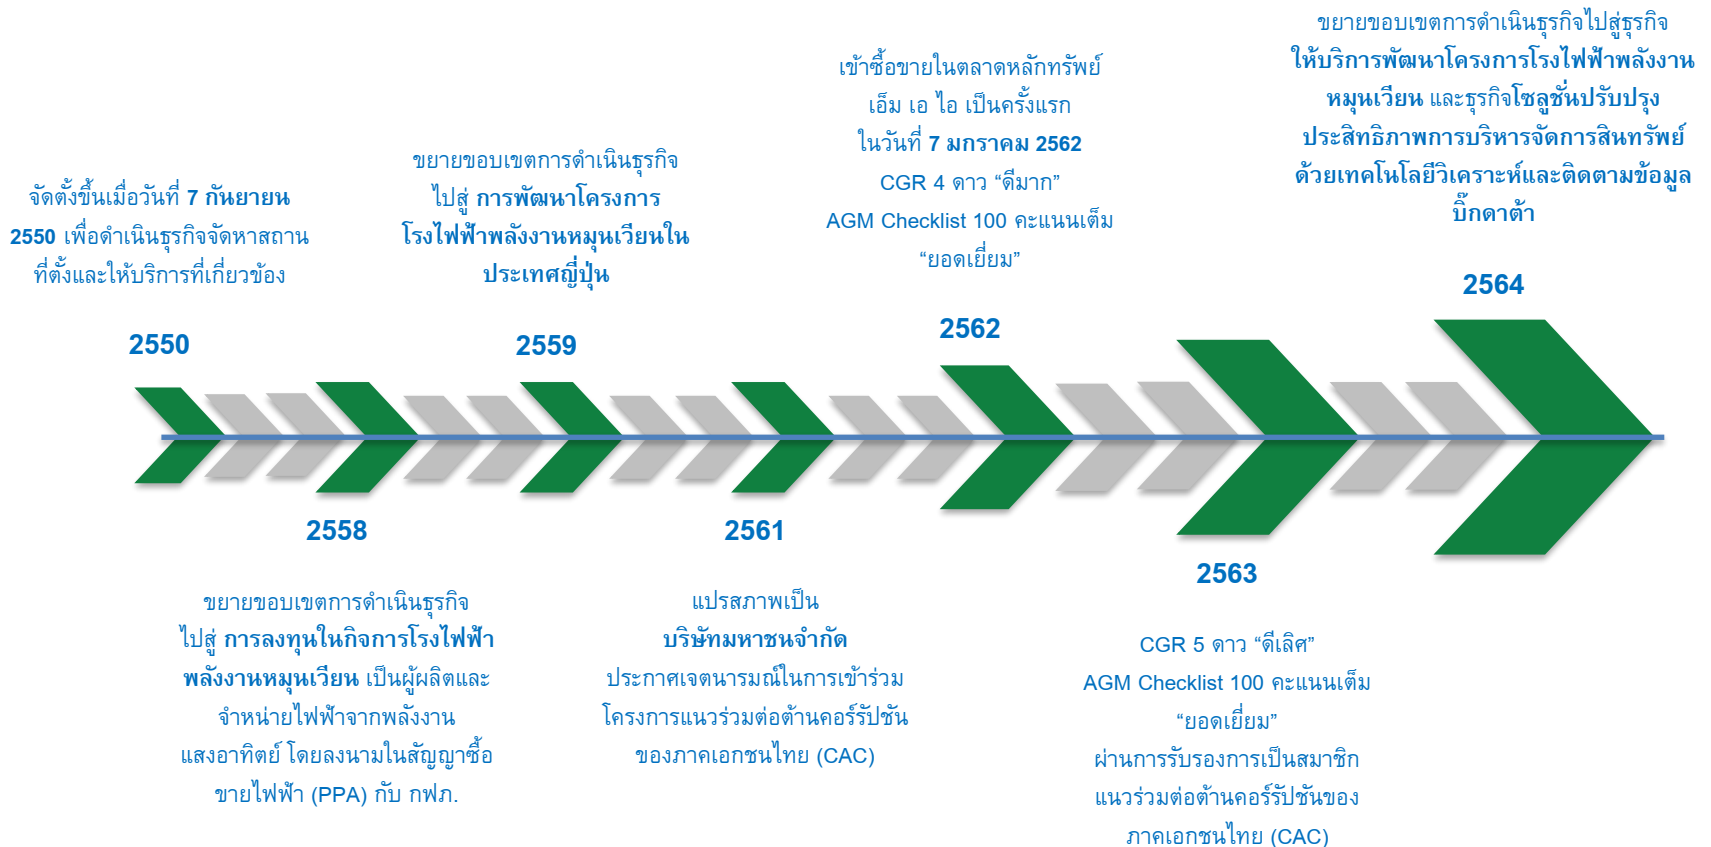 จัดตั้งขึ้นเมื่อวันที่ 7 กันยายน
2550 เพื่อดำเนินธุรกิจจัดหาสถาน
ที่ตั้งและให้บริการที่เกี่ยวข้อง
2550
2558
ขยายขอบเขตการดำเนินธุรกิจ
ไปสู่ การลงทุนในกิจการโรงไฟฟ้า
พลังงานหมุนเวียน เป็นผู้ผลิตและ
จำหน่ายไฟฟ้าจากพลังงาน
แสงอาทิตย์ โดยลงนามในสัญญาซื้อ
ขายไฟฟ้า (PPA) กับ กฟภ.
ขยายขอบเขตการดำเนินธุรกิจ
ไปสู่ การพัฒนาโครงการ
โรงไฟฟ้าพลังงานหมุนเวียนใน
ประเทศญี่ปุ่น
2559
2561
แปรสภาพเป็น
บริษัทมหาชนจำกัด
ประกาศเจตนารมณ์ในการเข้าร่วม
โครงการแนวร่วมต่อต้านคอร์รัปชัน
ของภาคเอกชนไทย (CAC)
เข้าซื้อขายในตลาดหลักทรัพย์
เอ็ม เอ ไอ เป็นครั้งแรก
ในวันที่ 7 มกราคม 2562
CGR 4 ดาว “ดีมาก”
AGM Checklist 100 คะแนนเต็ม
“ยอดเยี่ยม”
2562
2563
CGR 5 ดาว “ดีเลิศ”
AGM Checklist 100 คะแนนเต็ม
“ยอดเยี่ยม”
ผ่านการรับรองการเป็นสมาชิก
แนวร่วมต่อต้านคอร์รัปชันของ
ภาคเอกชนไทย (CAC)
ขยายขอบเขตการดำเนินธุรกิจไปสู่ธุรกิจ
ให้บริการพัฒนาโครงการโรงไฟฟ้าพลังงาน
หมุนเวียน และธุรกิจโซลูชั่นปรับปรุง
ประสิทธิภาพการบริหารจัดการสินทรัพย์
ด้วยเทคโนโลยีวิเคราะห์และติดตามข้อมูล
บิ๊กดาต้า
2564